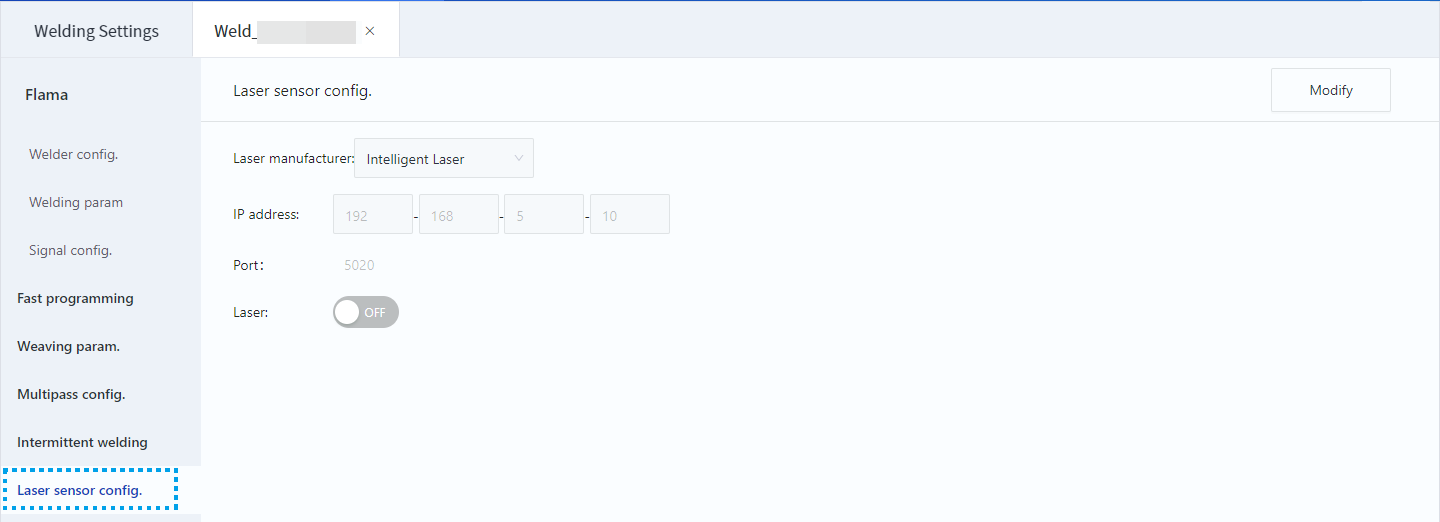 Welding Settings
Weld_
Flama
Laser sensor config.
Modify
Welder config.
Welding param
Signal config.
Fast programming
Weaving param.
Multipass config.
Intermittent welding
Laser sensor config.
Laser manufacturer: Intelligent Laser
IP address: 192 - 168 - 5 - 10
Port: 5020
Laser: OFF